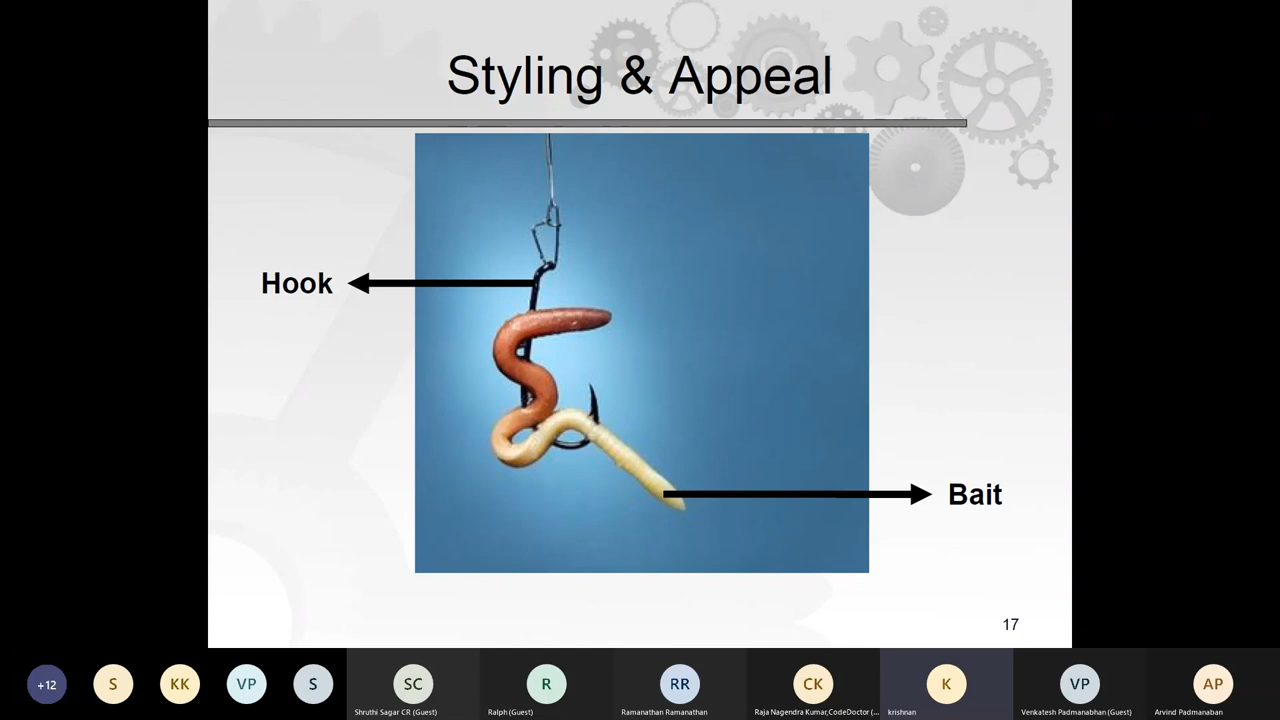 Styling & Appeal
Hook
Bait
17
+12
S
KK
VP
S
SC
R
RR
CK
K
VP
AP
Shruthi Sagar CR (Guest)
Ralph (Guest)
Ramanathan Ramanathan
Raja Nagendra Kumar,CodeDoctor (...
krishnan
Venkatesh Padmanabhan (Guest)
Arvind Padmanaban